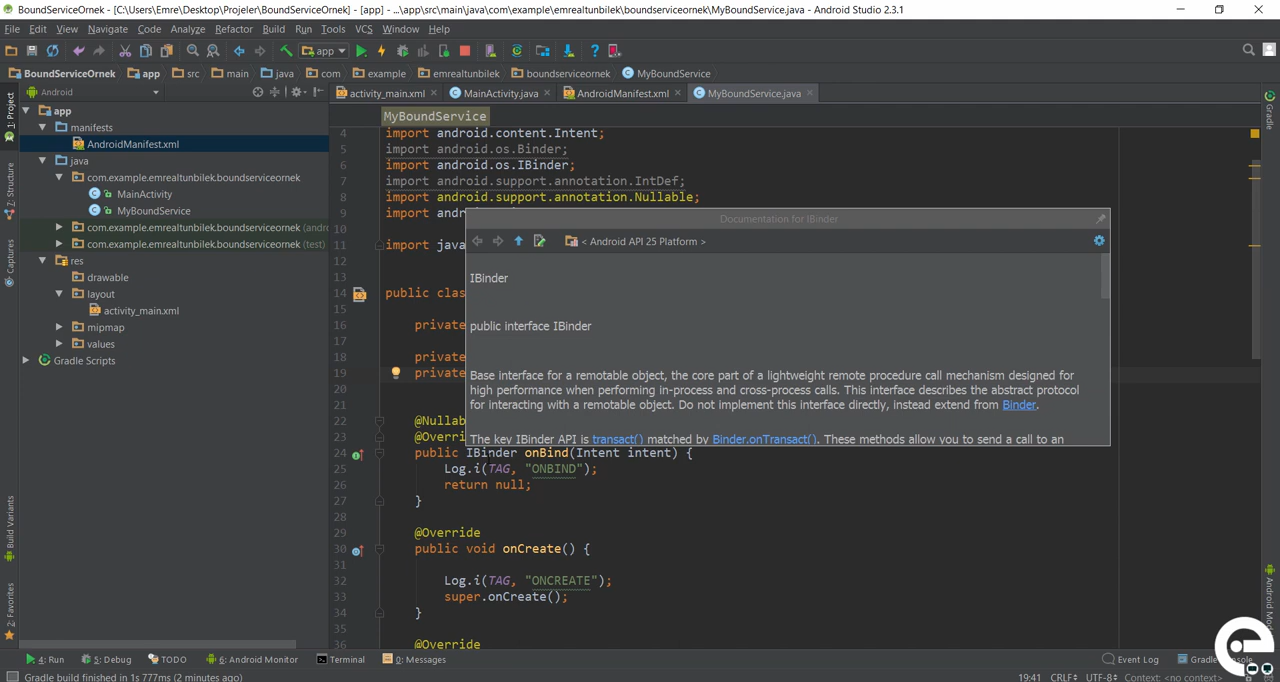 BoundServiceOrnek - [C:\Users\Emre\Desktop\Projeler\BoundServiceOrnek] - [app] - ...\app\src\main\java\com\example\emrealtunbilek\boundserviceornek\MyBoundService.java - Android Studio 2.3.1
File Edit View Navigate Code Analyze Refactor Build Run Tools VCS Window Help
app
BoundServiceOrnek app src main java com example emrealtunbilek boundserviceornek MyBoundService
Android
activity_main.xml MainActivity.java AndroidManifest.xml MyBoundService.java
1: Project
Z: Structure
Captures
Build Variants
2: Favorites
app
manifests
AndroidManifest.xml
java
com.example.emrealtunbilek.boundserviceornek
MainActivity
MyBoundService
com.example.emrealtunbilek.boundserviceornek (andro
com.example.emrealtunbilek.boundserviceornek (test)
res
drawable
layout
activity_main.xml
mipmap
values
Gradle Scripts
MyBoundService
4 import android.content.Intent;
5 import android.os.Binder;
6 import android.os.IBinder;
7 import android.support.annotation.IntDef;
8 import android.support.annotation.Nullable;
9 import andr
10
11 import java
12
13
14 public clas
15
16 private
17
18 private
19 private
20
21
22 @Nullab
23 @Overri
24 public IBinder onBind(Intent intent) {
25 Log.i(TAG, "ONBIND");
26 return null;
27 }
28
29 @Override
30 public void onCreate() {
31
32 Log.i(TAG, "ONCREATE");
33 super.onCreate();
34 }
35
36 @Override
Documentation for IBinder
< Android API 25 Platform >
IBinder
public interface IBinder
Base interface for a remotable object, the core part of a lightweight remote procedure call mechanism designed for
high performance when performing in-process and cross-process calls. This interface describes the abstract protocol
for interacting with a remotable object. Do not implement this interface directly, instead extend from Binder.
The key IBinder API is transact() matched by Binder.onTransact(). These methods allow you to send a call to an
Gradle
Android Mod
4: Run 5: Debug TODO 6: Android Monitor Terminal 0: Messages Event Log Gradle Console
Gradle build finished in 1s 777ms (2 minutes ago) 19:41 CRLF UTF-8 Context: <no context>